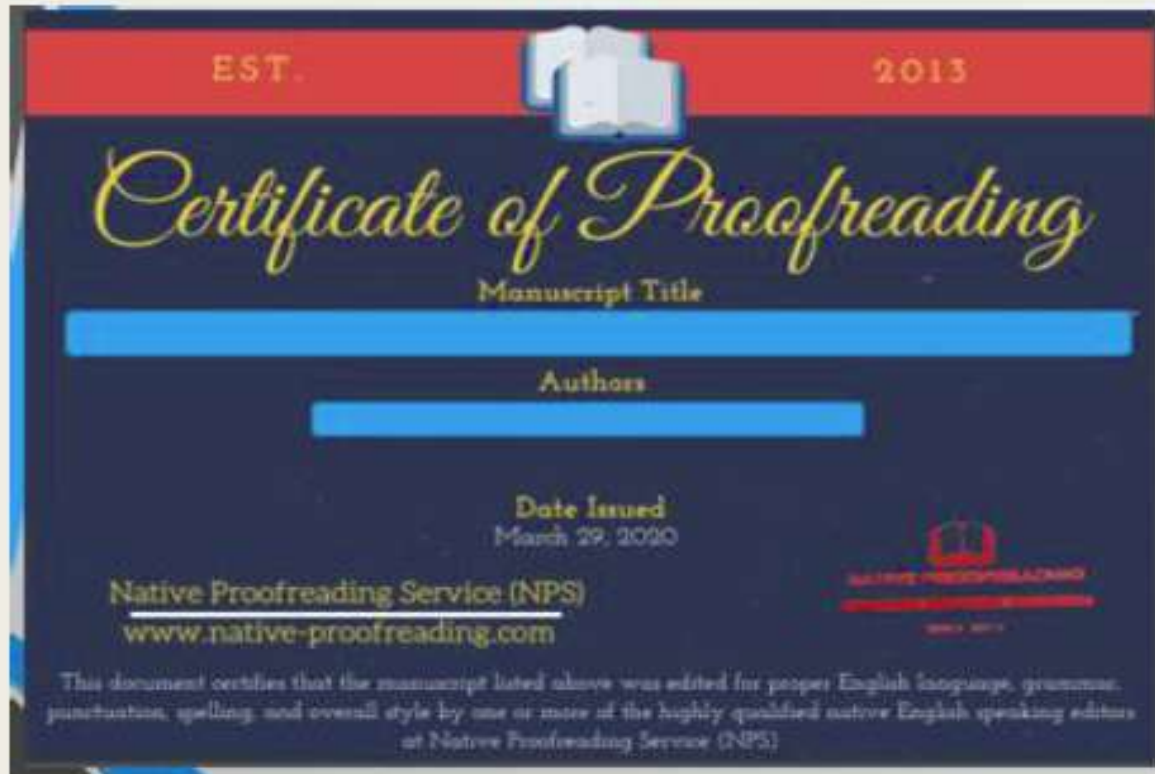 EST. 2013
Certificate of Proofreading
Manuscript Title
Authors
Date Issued
March 29, 2020
NATIVE PROOFREADING
Native Proofreading Service (NPS)
www.native-proofreading.com
This document certifies that the manuscript listed above was edited for proper English language, grammar,
punctuation, spelling, and overall style by one or more of the highly qualified native English speaking editors
at Native Proofreading Service (NPS)